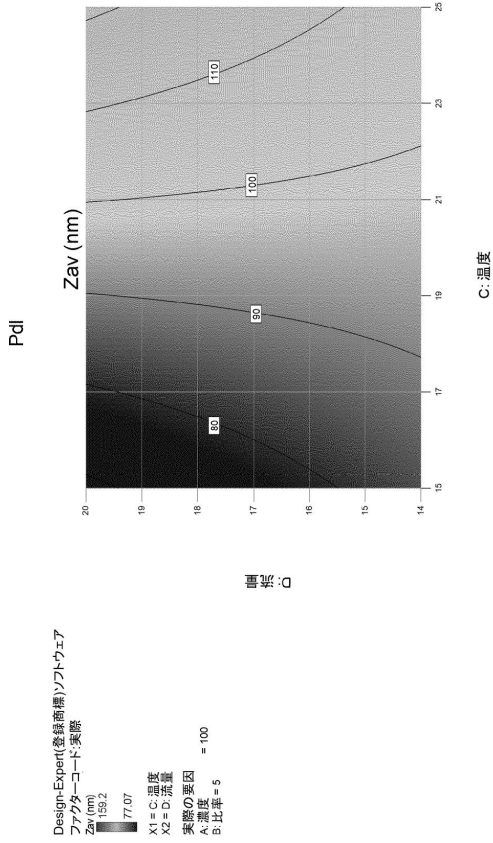 Design-Expert(登録商標)ソフトウェア
ファクターコード:実際
Zav (nm)
159.2
77.07
X1 = C: 温度
X2 = D: 流量
実際の要因
A: 濃度 = 100
B: 比率 = 5
PdI
Zav (nm)
D: 流量
20
19
18
17
16
15
14
80
90
100
110
15
17
19
21
23
25
C: 温度